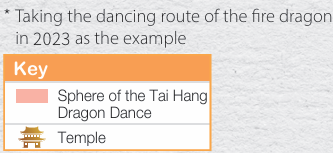 * Taking the dancing route of the fire dragon
in 2023 as the example
Key
Sphere of the Tai Hang
Dragon Dance
Temple